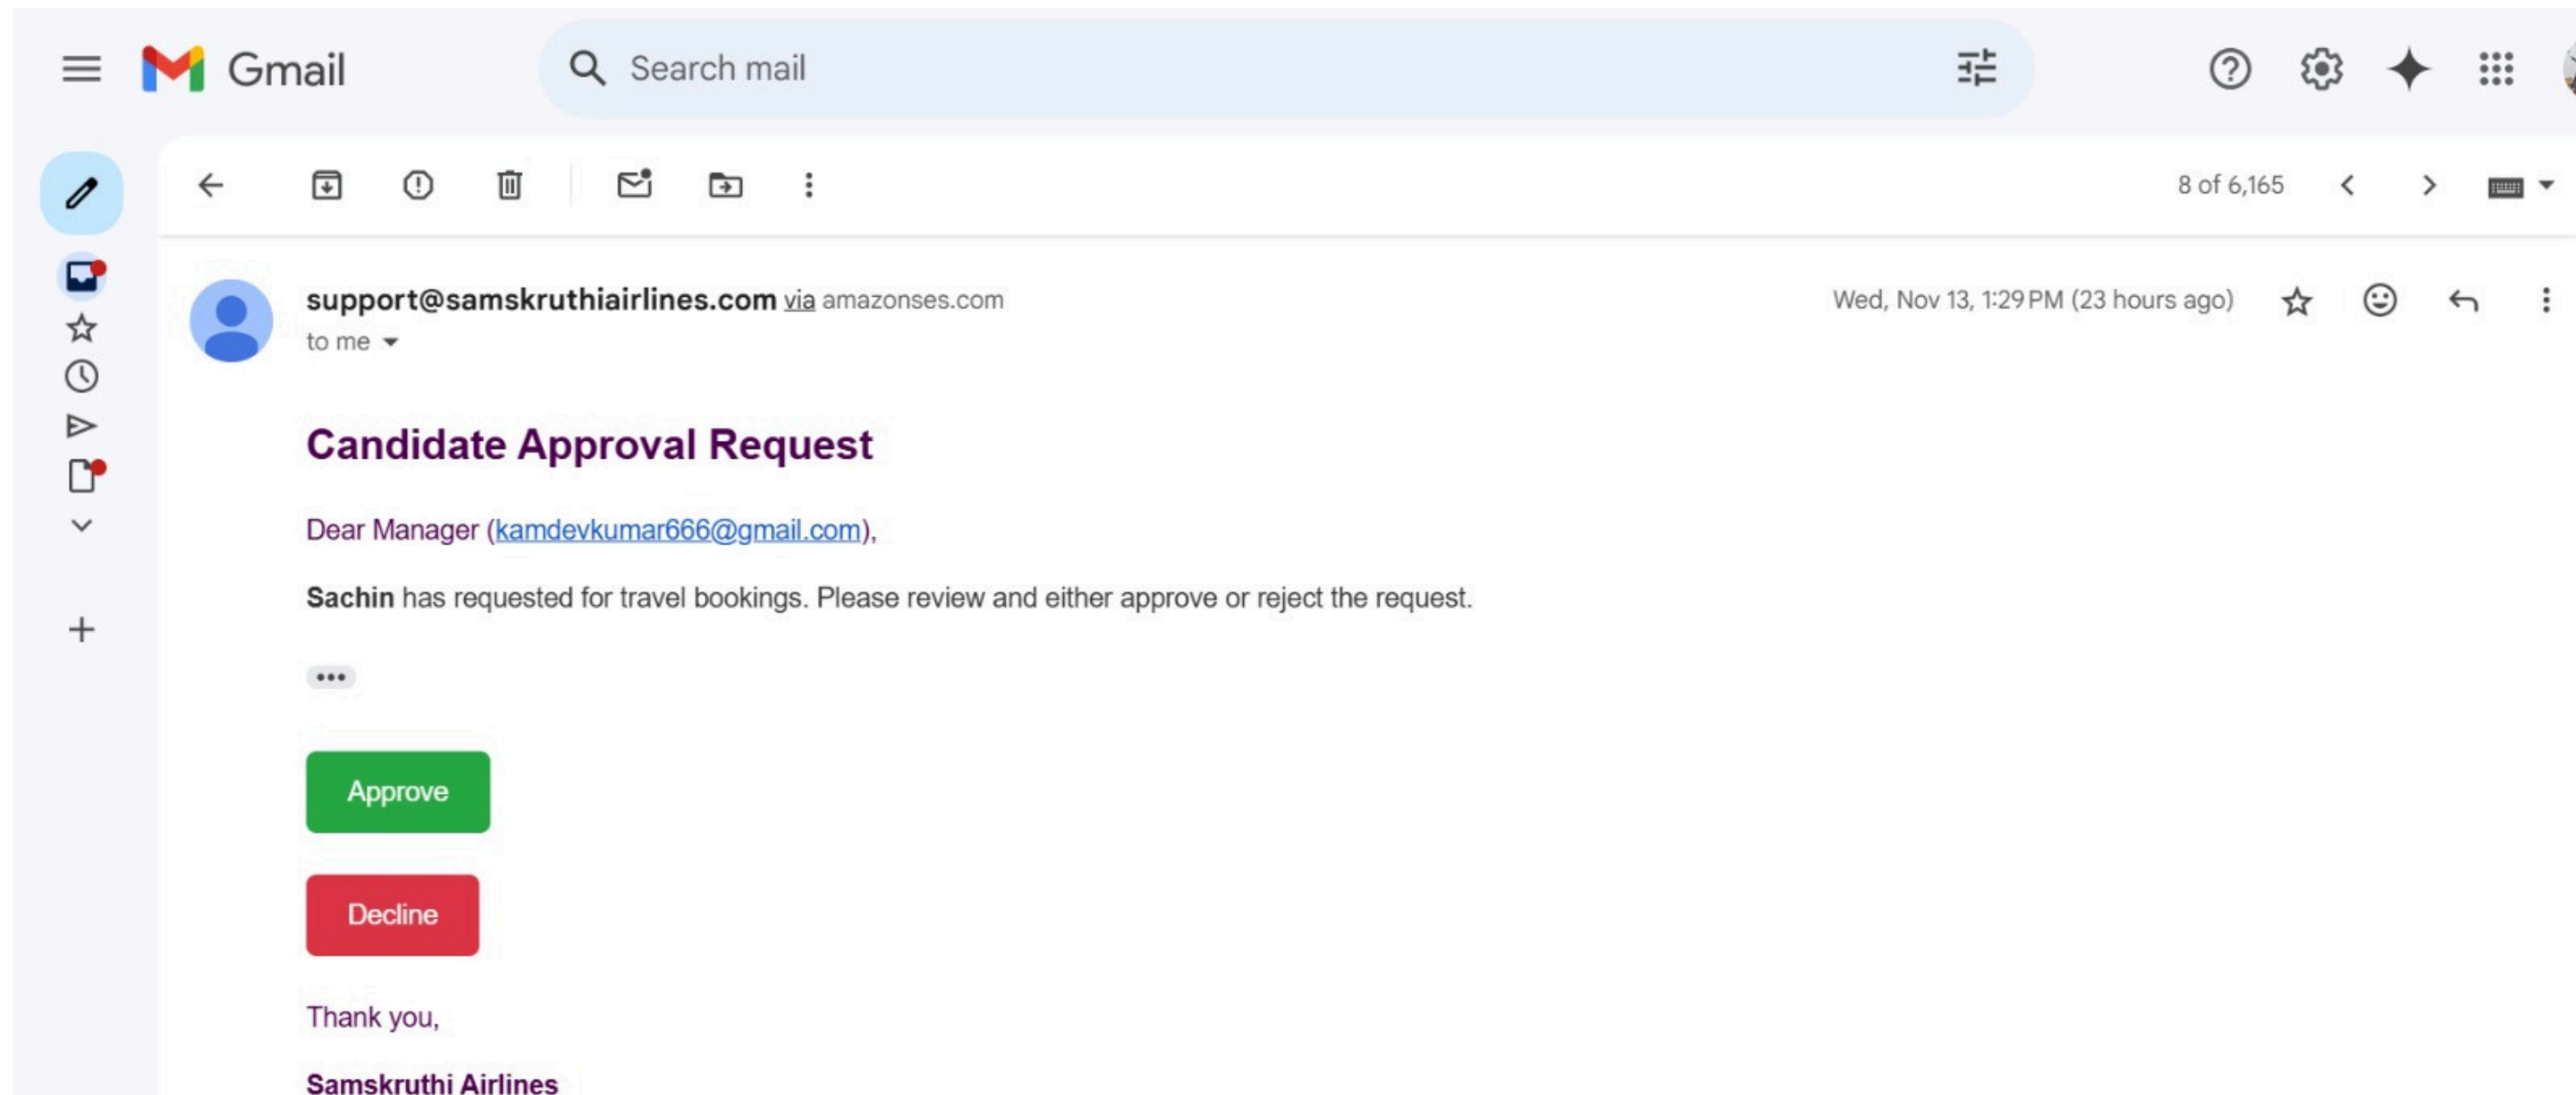 Gmail
Search mail
8 of 6,165
support@samskruthiairlines.com via amazonses.com
Wed, Nov 13, 1:29 PM (23 hours ago)
to me
Candidate Approval Request
Dear Manager (kamdevkumar666@gmail.com),
Sachin has requested for travel bookings. Please review and either approve or reject the request.
Approve
Decline
Thank you,
Samskruthi Airlines